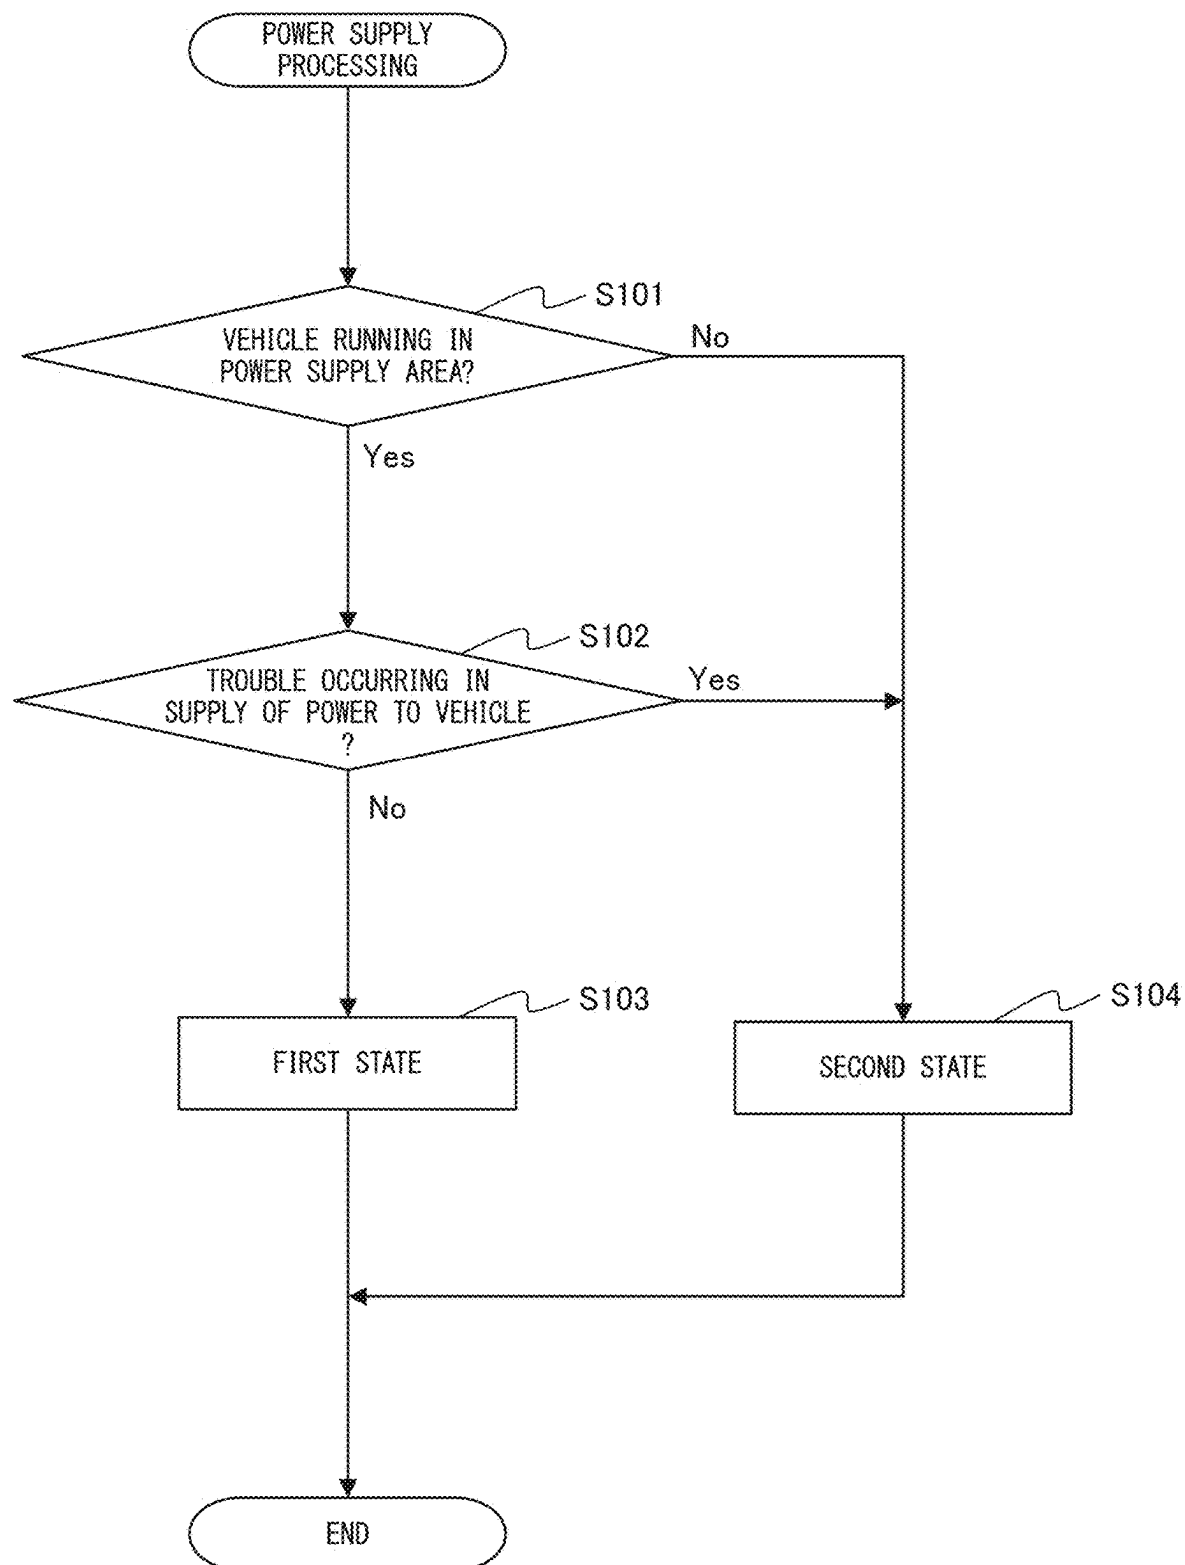 POWER SUPPLY
PROCESSING
S101
VEHICLE RUNNING IN
POWER SUPPLY AREA?
No
Yes
S102
TROUBLE OCCURRING IN
SUPPLY OF POWER TO VEHICLE
?
Yes
No
S103
FIRST STATE
S104
SECOND STATE
END